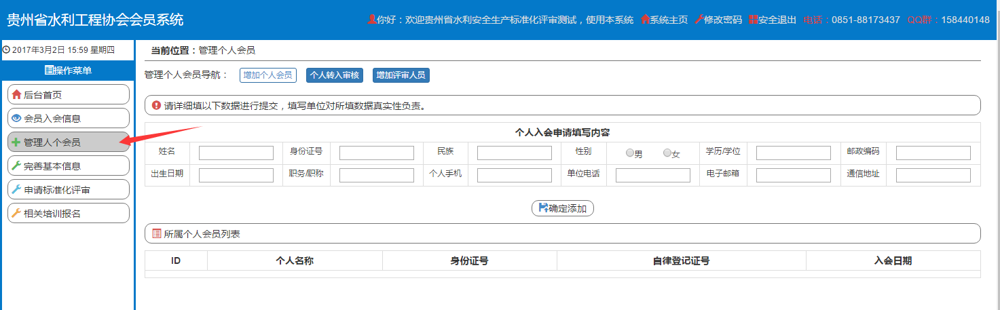 贵州省水利工程协会会员系统
你好：欢迎贵州省水利安全生产标准化评审测试，使用本系统 系统主页 修改密码 安全退出 电话：0851-88173437 QQ群：158440148
2017年3月2日 15:59 星期四
操作菜单
后台首页
会员入会信息
管理人个会员
完善基本信息
申请标准化评审
相关培训报名
当前位置：管理个人会员
管理个人会员导航： 增加个人会员 个人转入审核 增加评审人员
请详细填以下数据进行提交，填写单位对所填数据真实性负责。
个人入会申请填写内容
姓名 身份证号 民族 性别 男 女 学历/学位 邮政编码
出生日期 职务/职称 个人手机 单位电话 电子邮箱 通信地址
确定添加
所属个人会员列表
ID 个人名称 身份证号 自律登记证号 入会日期